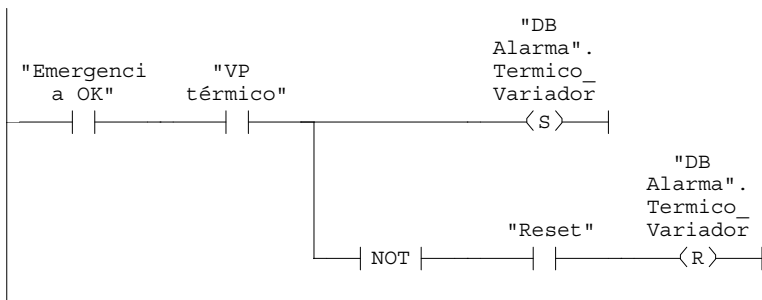 "DB
Alarma".
"Emergenci "VP Termico_
a OK" térmico" Variador
S
"DB
Alarma".
Termico_
"Reset" Variador
NOT R